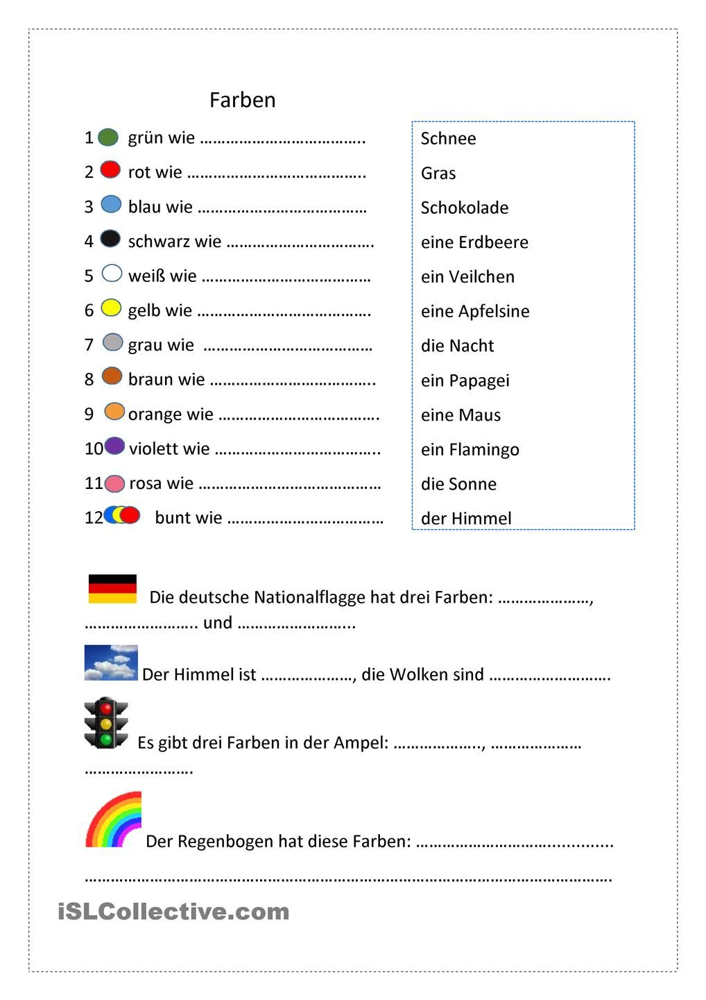 Farben
1 grün wie ……………………………….
2 rot wie ………………………………….
3 blau wie …………………………………
4 schwarz wie …………………………….
5 weiß wie …………………………………
6 gelb wie ………………………………….
7 grau wie …………………………………
8 braun wie ………………………………..
9 orange wie ……………………………….
10 violett wie ………………………………..
11 rosa wie ……………………………………
12 bunt wie ………………………………
Schnee
Gras
Schokolade
eine Erdbeere
ein Veilchen
eine Apfelsine
die Nacht
ein Papagei
eine Maus
ein Flamingo
die Sonne
der Himmel
Die deutsche Nationalflagge hat drei Farben: …………………,
…………………….. und ……………………...
Der Himmel ist …………………, die Wolken sind ……………………….
Es gibt drei Farben in der Ampel: ……………….., …………………
…………………….
Der Regenbogen hat diese Farben: …………………………...............
………………………………………………………………………………………………………….
iSLCollective.com